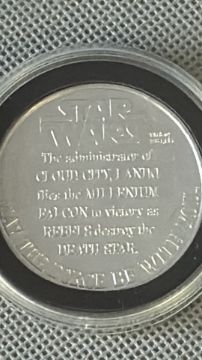 STAR
WARS
The administrator of
CLOUD CITY, LANDO
flies the MILLENIUM
FALCON to victory as
REBELS destroy the
DEATH STAR.
MAY THE FORCE BE WITH YOU